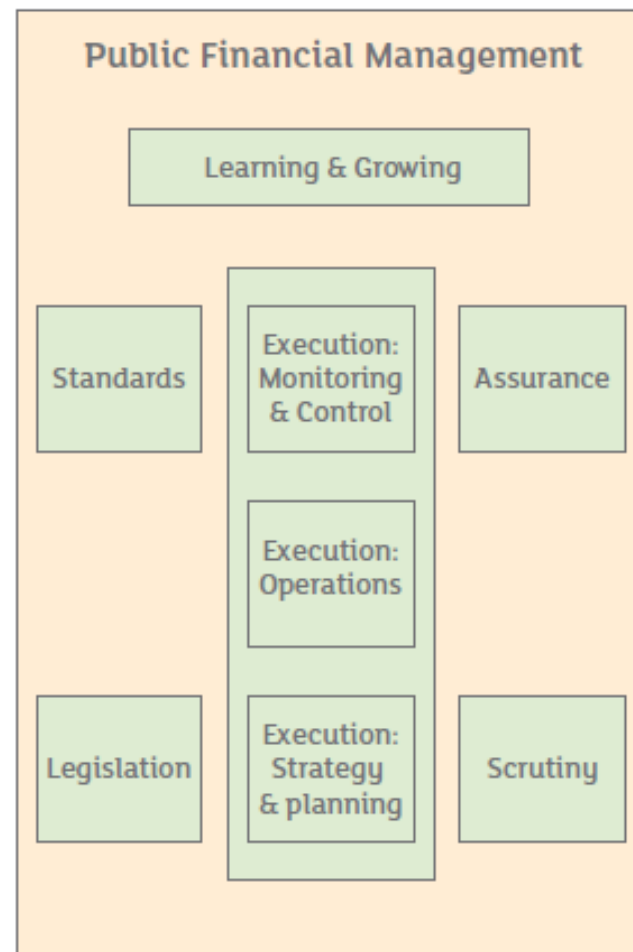 Public Financial Management
Learning & Growing
Standards
Execution:
Monitoring
& Control
Assurance
Execution:
Operations
Legislation
Execution:
Strategy
& planning
Scrutiny